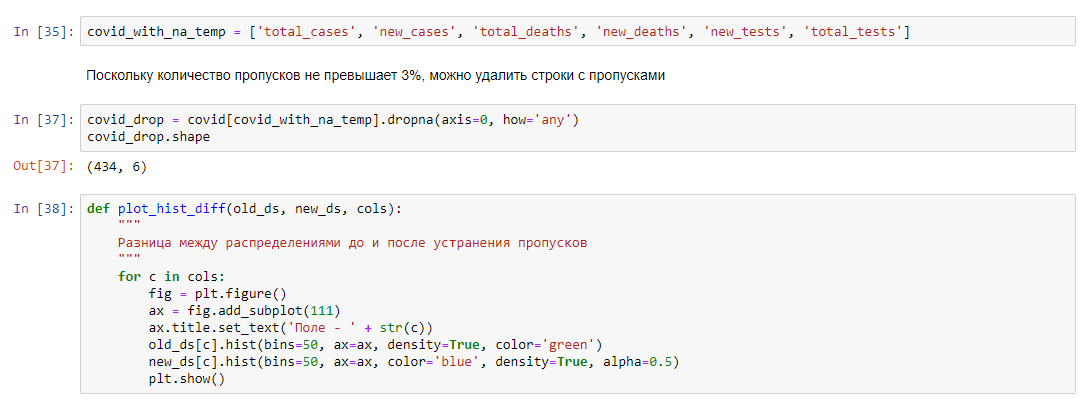 In [35]: covid_with_na_temp = ['total_cases', 'new_cases', 'total_deaths', 'new_deaths', 'new_tests', 'total_tests']
Поскольку количество пропусков не превышает 3%, можно удалить строки с пропусками
In [37]: covid_drop = covid[covid_with_na_temp].dropna(axis=0, how='any')
covid_drop.shape
Out[37]: (434, 6)
In [38]: def plot_hist_diff(old_ds, new_ds, cols):
    """
    Разница между распределениями до и после устранения пропусков
    """
    for c in cols:
        fig = plt.figure()
        ax = fig.add_subplot(111)
        ax.title.set_text('Поле - ' + str(c))
        old_ds[c].hist(bins=50, ax=ax, density=True, color='green')
        new_ds[c].hist(bins=50, ax=ax, color='blue', density=True, alpha=0.5)
        plt.show()